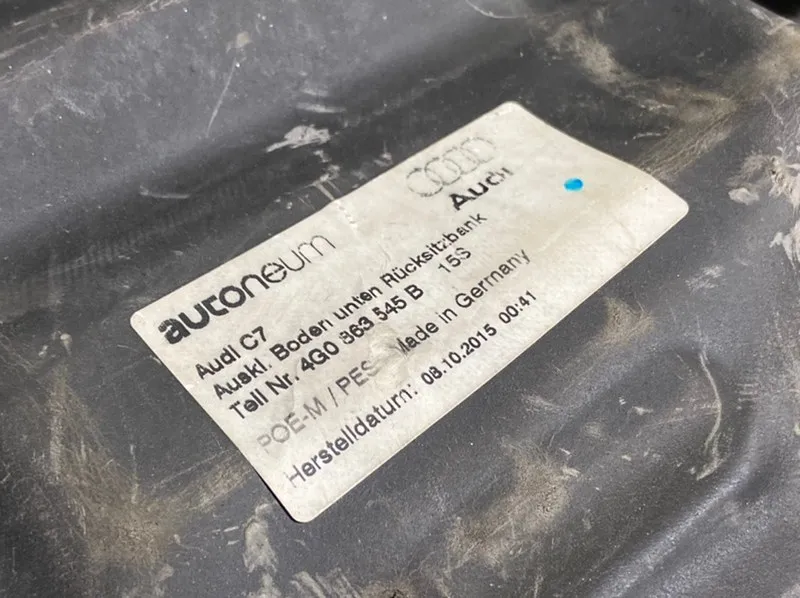 autoneum
Audi
Audi C7
Auskl. Boden unten Rücksitzbank
Teil Nr. 4G0 863 545 B 15S
POE-M / PES Made in Germany
Herstelldatum: 08.10.2015 00:41